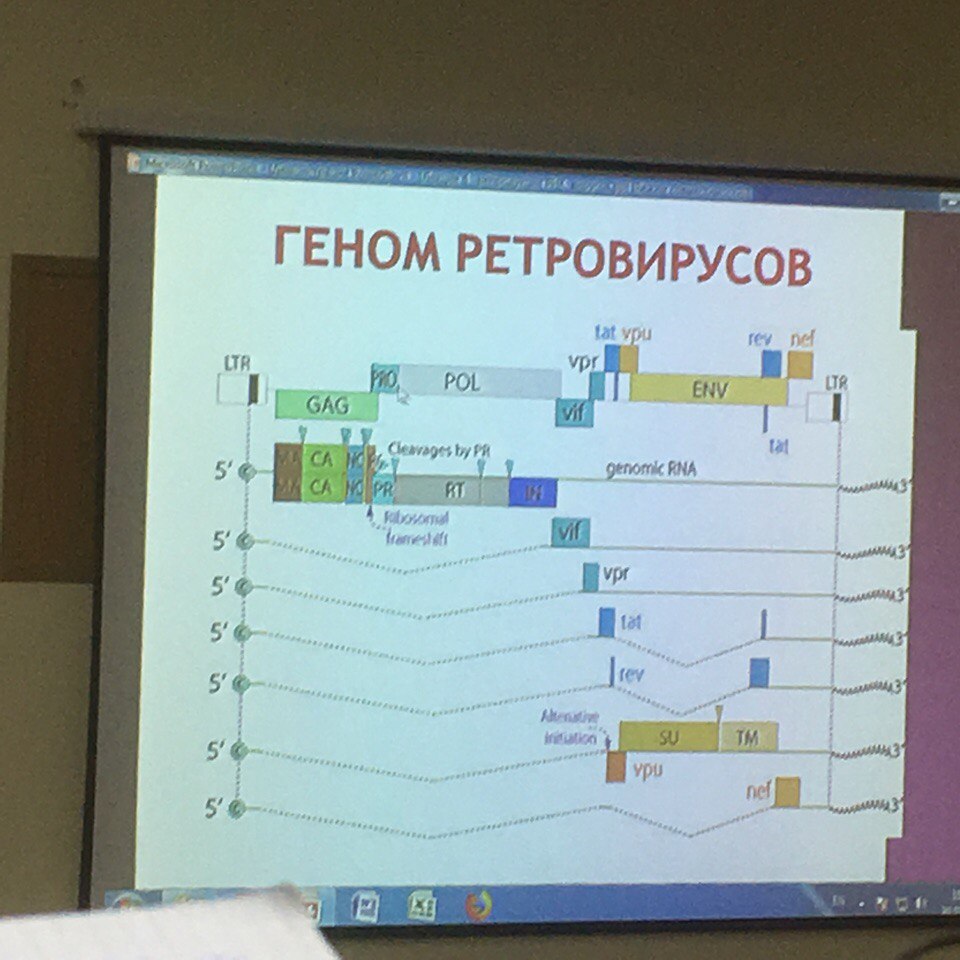 ГЕНОМ РЕТРОВИРУСОВ
tat vpu
rev nef
LTR
vpr
LTR
PRO
POL
ENV
GAG
vif
tat
CA
NC
Cleavages by PR
genomic RNA
5' C
3'
MA
CA
NC
PR
RT
IN
Ribosomal
frameshift
vif
5' C
3'
vpr
5' C
3'
tat
5' C
3'
rev
5' C
3'
Alternative
initiation
SU
TM
5' C
3'
vpu
nef
5' C
3'
EN